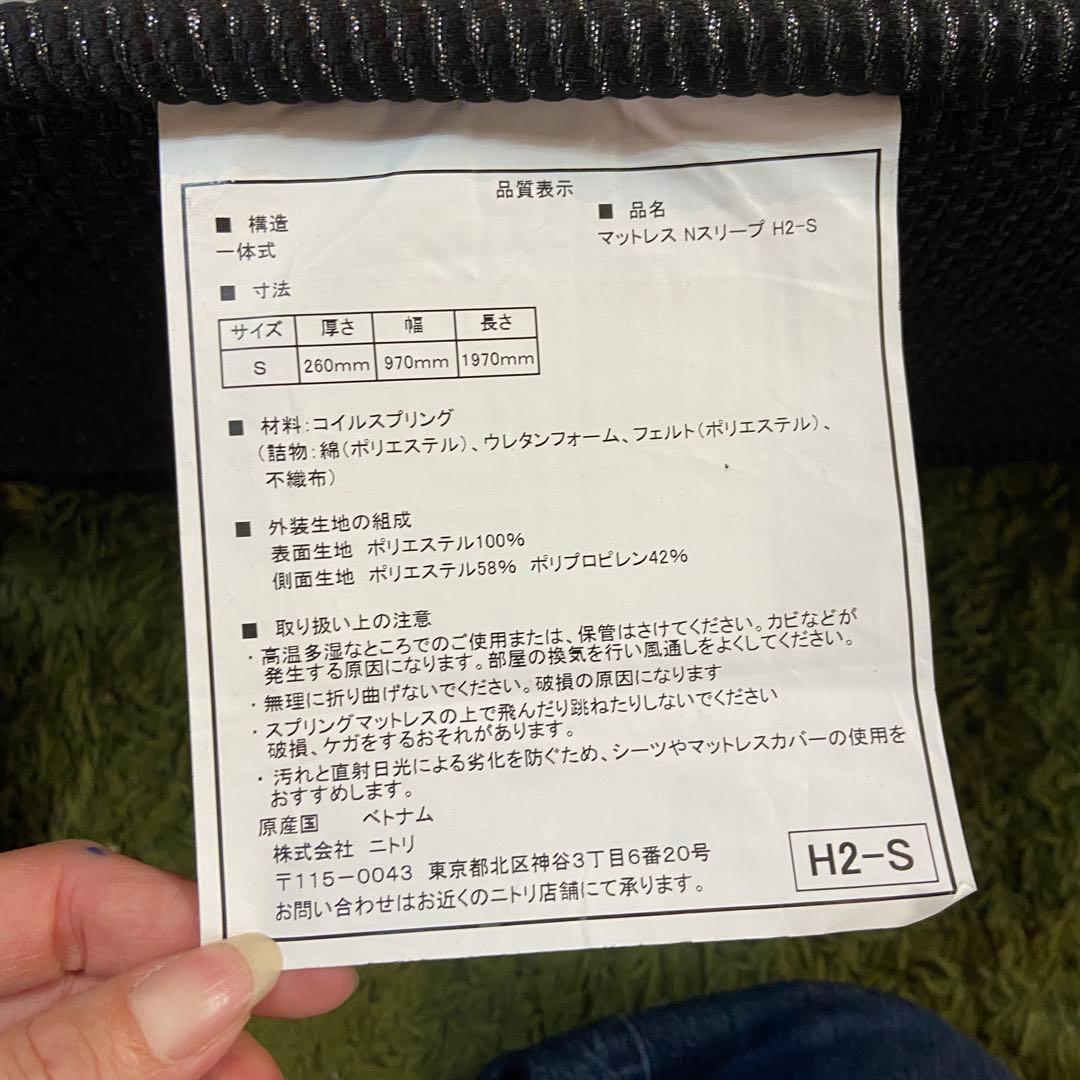 品質表示
■ 構造
一体式
■ 品名
マットレス Nスリープ H2-S
■ 寸法
サイズ 厚さ 幅 長さ
S 260mm 970mm 1970mm
■ 材料:コイルスプリング
(詰物:綿(ポリエステル)、ウレタンフォーム、フェルト(ポリエステル)、
不織布)
■ 外装生地の組成
表面生地 ポリエステル100%
側面生地 ポリエステル58% ポリプロピレン42%
■ 取り扱い上の注意
・高温多湿なところでのご使用または、保管はさけてください。カビなどが
発生する原因になります。部屋の換気を行い風通しをよくしてください。
・無理に折り曲げないでください。破損の原因になります
・スプリングマットレスの上で飛んだり跳ねたりしないでください
破損、ケガをするおそれがあります。
・汚れと直射日光による劣化を防ぐため、シーツやマットレスカバーの使用を
おすすめします。
原産国 ベトナム
株式会社 ニトリ
〒115-0043 東京都北区神谷3丁目6番20号
お問い合わせはお近くのニトリ店舗にて承ります。
H2-S